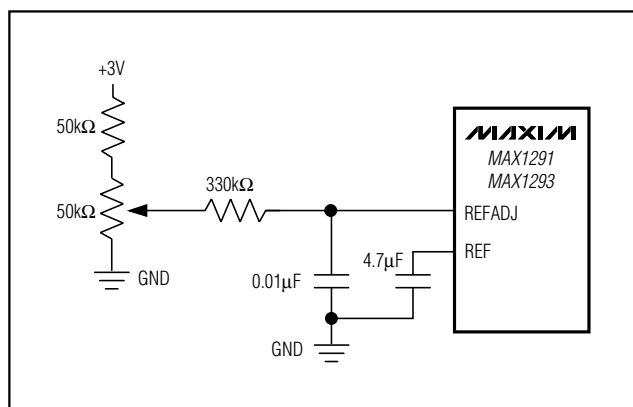 +3V
50kΩ
50kΩ
330kΩ
GND
0.01µF
4.7µF
GND
MAXIM
MAX1291
MAX1293
REFADJ
REF